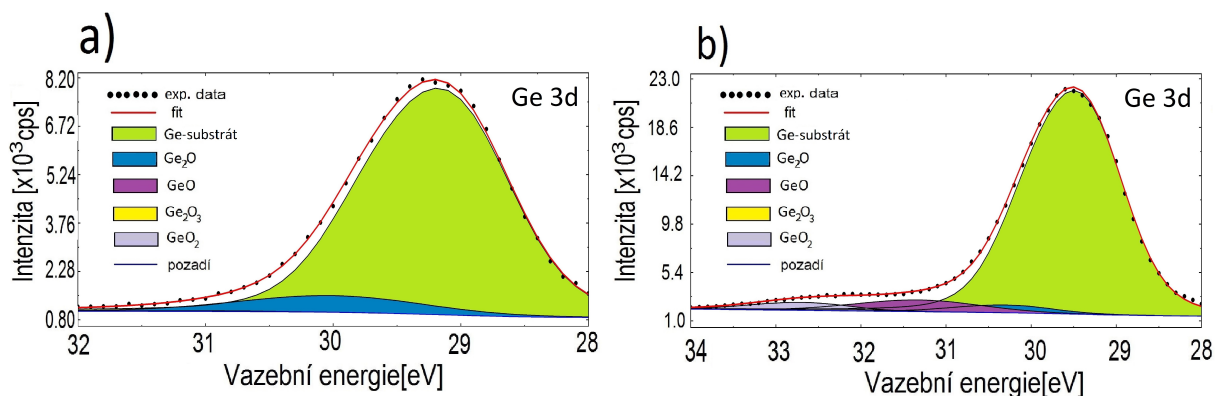 a)
8.20
6.72
5.24
3.76
2.28
0.80
Intenzita [x10³cps]
exp. data
fit
Ge-substrát
Ge₂O
GeO
Ge₂O₃
GeO₂
pozadí
Ge 3d
32 31 30 29 28
Vazební energie[eV]
b)
23.0
18.6
14.2
9.8
5.4
1.0
Intenzita [x10³cps]
exp. data
fit
Ge-substrát
Ge₂O
GeO
Ge₂O₃
GeO₂
pozadí
Ge 3d
34 33 32 31 30 29 28
Vazební energie[eV]